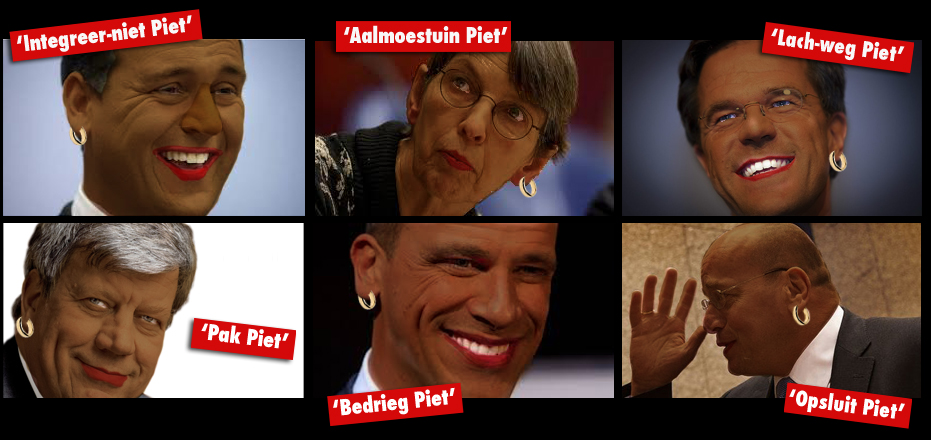 ‘Integreer-niet Piet’
‘Aalmoestuin Piet’
‘Lach-weg Piet’
‘Pak Piet’
‘Bedrieg Piet’
‘Opsluit Piet’